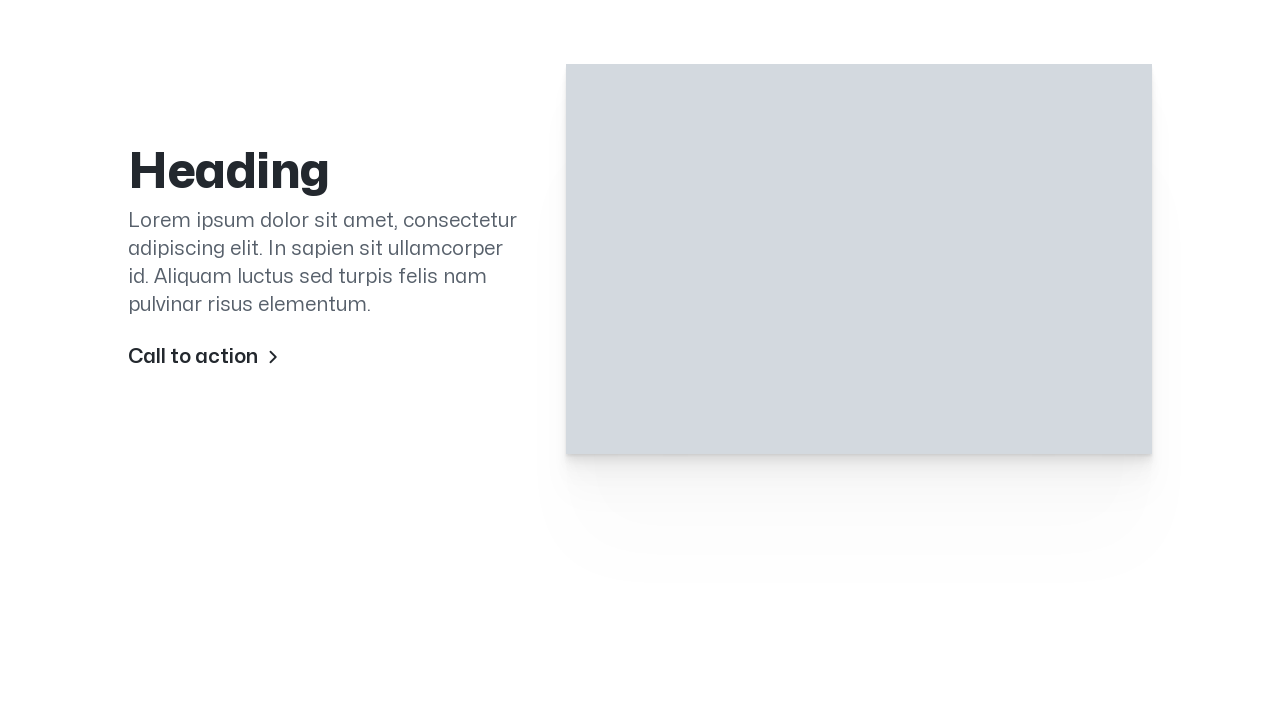 Heading
Lorem ipsum dolor sit amet, consectetur
adipiscing elit. In sapien sit ullamcorper
id. Aliquam luctus sed turpis felis nam
pulvinar risus elementum.
Call to action